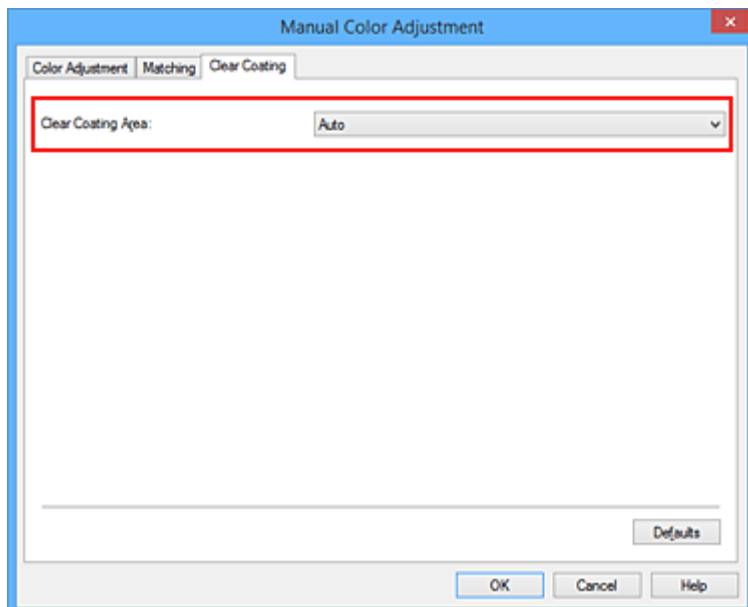 Manual Color Adjustment
Color Adjustment Matching Clear Coating
Clear Coating Area: Auto
Defaults
OK Cancel Help